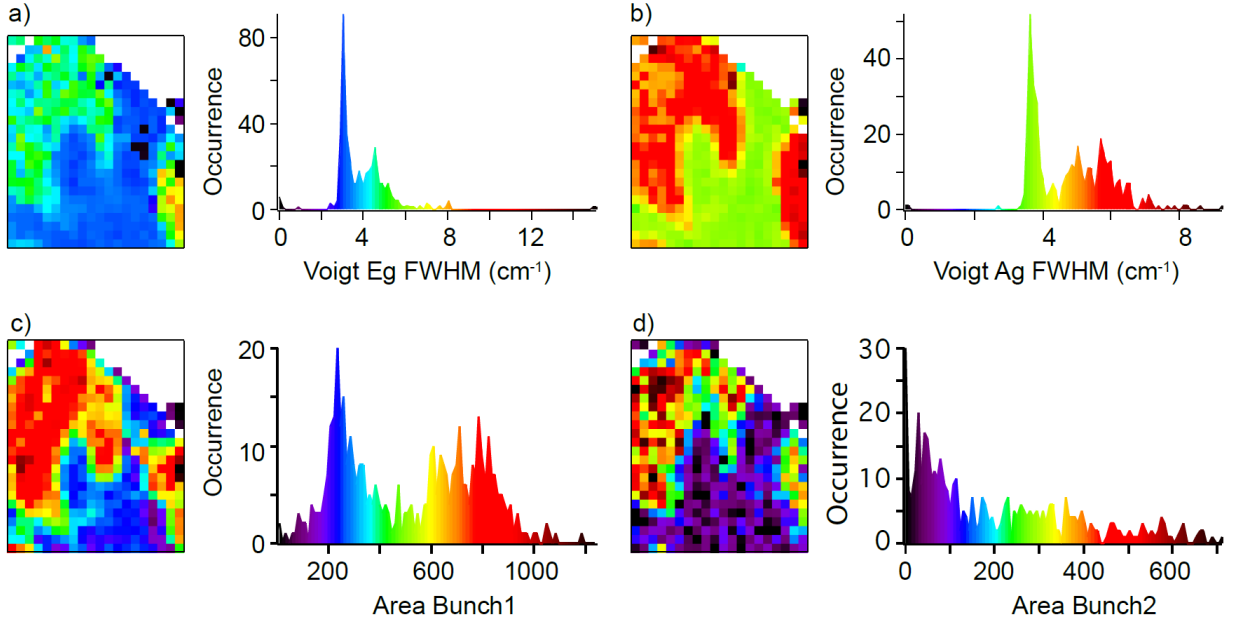 a)
Occurrence
80
40
0
0 4 8 12
Voigt Eg FWHM (cm-1)
b)
Occurrence
40
20
0
0 4 8
Voigt Ag FWHM (cm-1)
c)
Occurrence
20
10
0
200 600 1000
Area Bunch1
d)
Occurrence
30
20
10
0
0 200 400 600
Area Bunch2